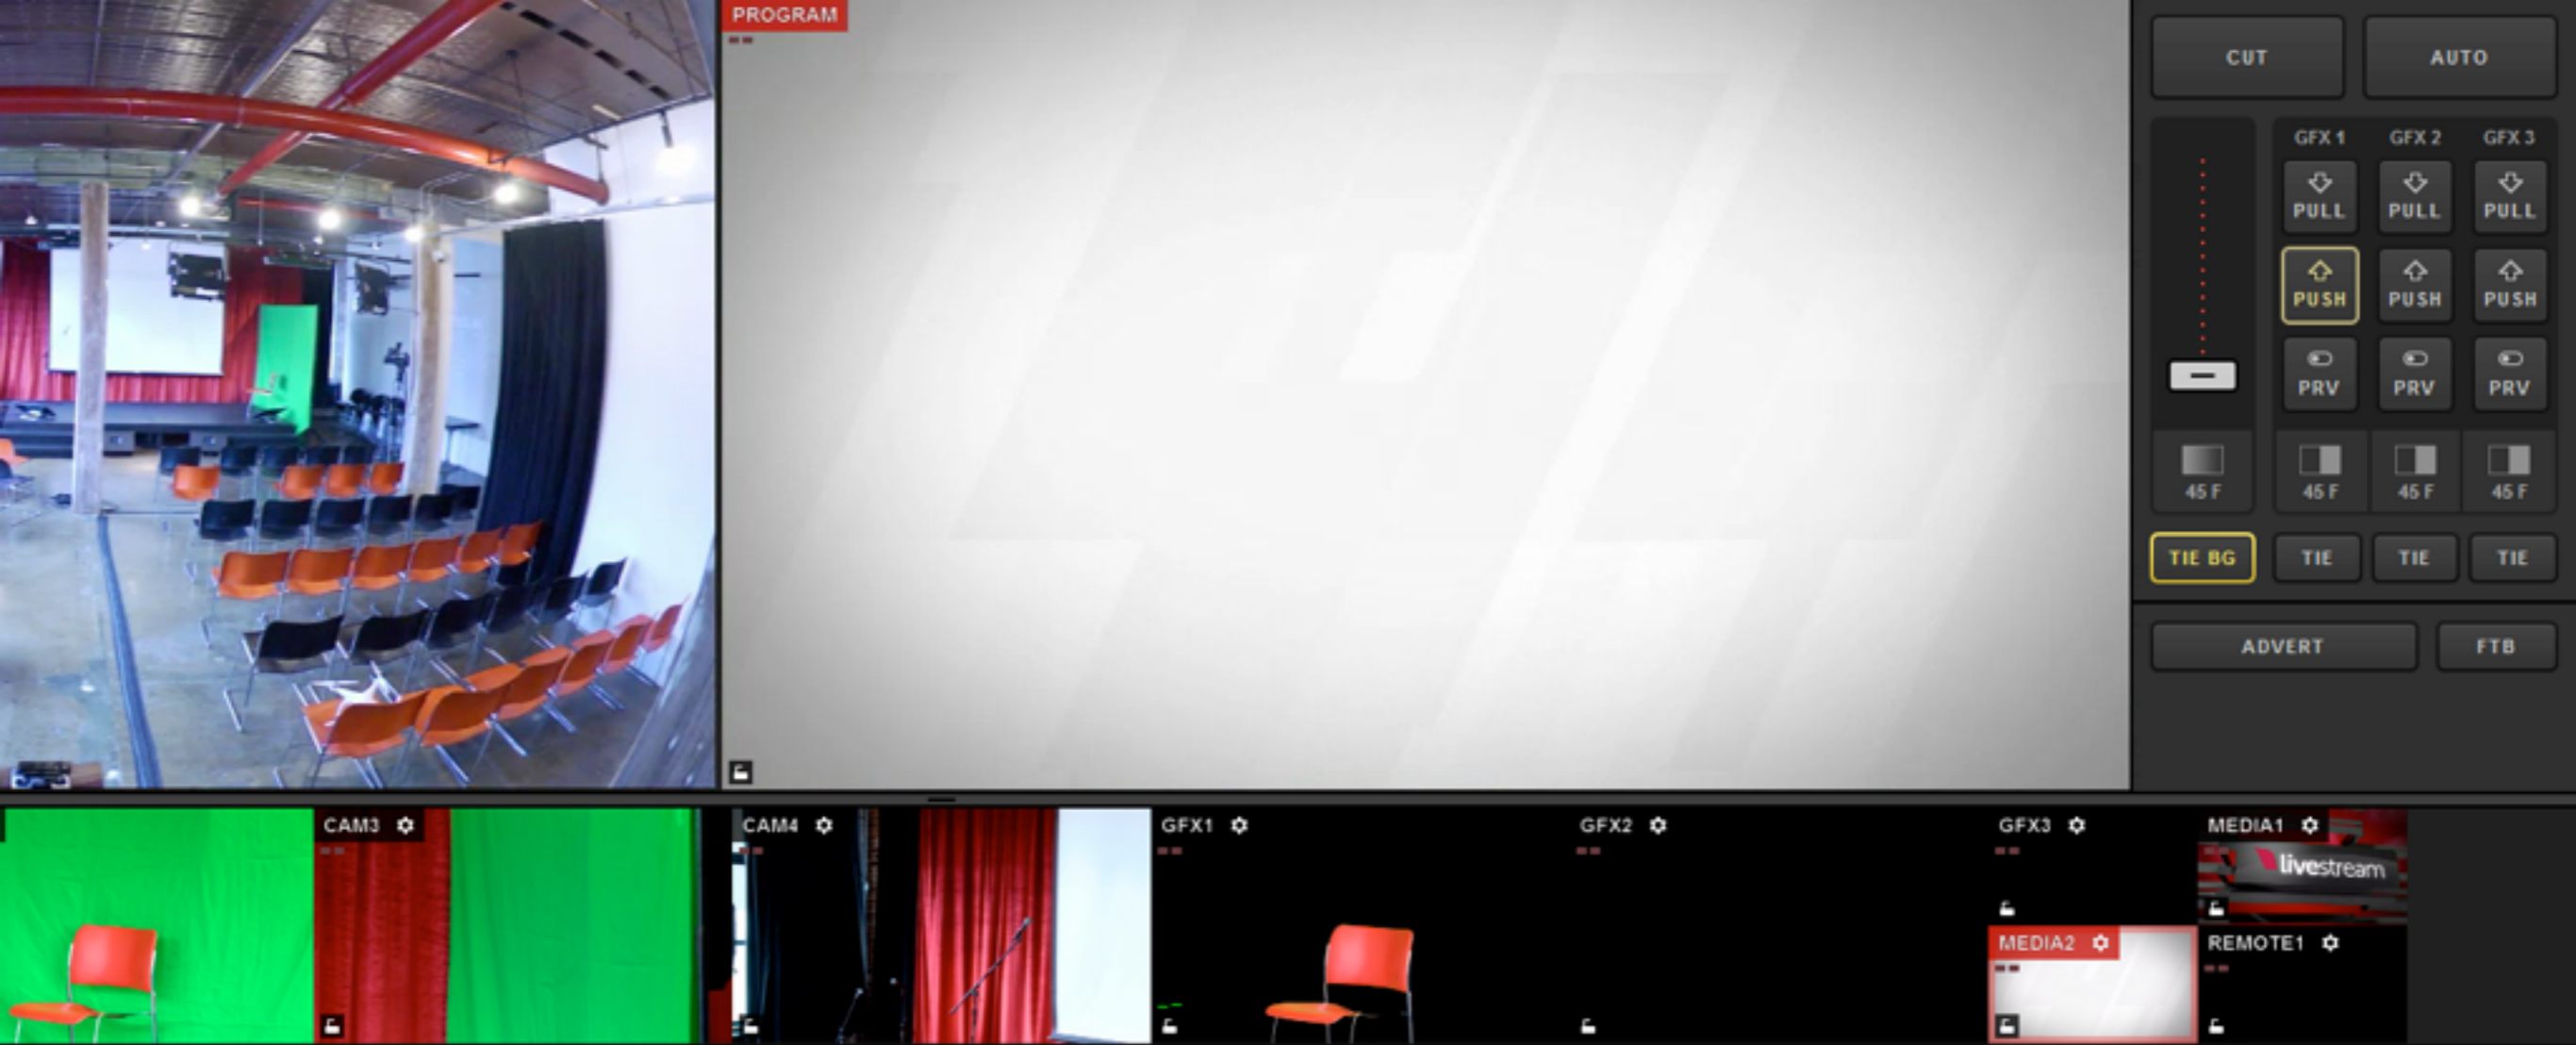 PROGRAM
CUT
AUTO
GFX 1
GFX 2
GFX 3
PULL
PULL
PULL
PUSH
PUSH
PUSH
PRV
PRV
PRV
45 F
45 F
45 F
45 F
TIE BG
TIE
TIE
TIE
ADVERT
FTB
CAM3
CAM4
GFX1
GFX2
GFX3
MEDIA1
livestream
MEDIA2
REMOTE1